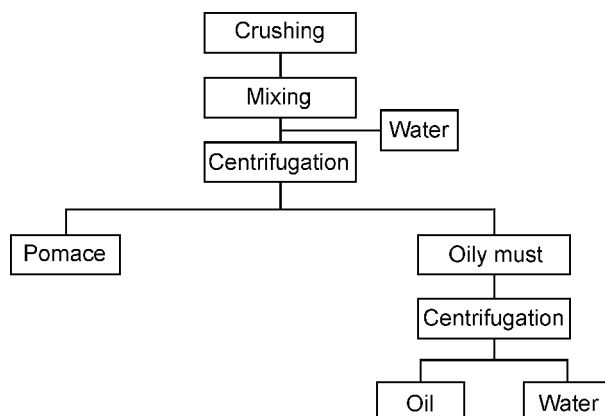 Crushing
Mixing
Water
Centrifugation
Pomace
Oily must
Centrifugation
Oil
Water